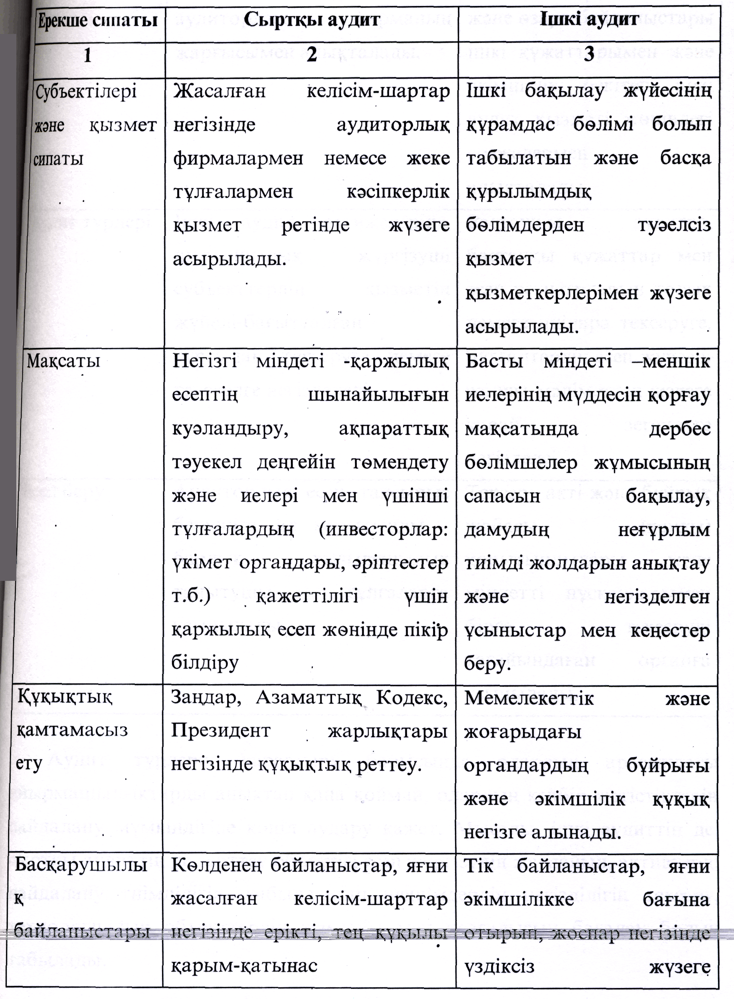 Ерекше сипаты
Сыртқы аудит
Ішкі аудит
1
2
3
Субъектілері
және қызмет
сипаты
Жасалған келісім-шартар
негізінде аудиторлық
фирмалармен немесе жеке
тұлғалармен кәсіпкерлік
қызмет ретінде жүзеге
асырылады.
Ішкі бақылау жүйесінің
құрамдас бөлімі болып
табылатын және басқа
құрылымдық
бөлімдерден туәелсіз
қызмет
қызметкерлерімен жүзеге
асырылады.
Мақсаты
Негізгі міндеті -қаржылық
есептің шынайылығын
куәландыру, ақпараттық
тәуекел деңгейін төмендету
және иелері мен үшінші
тұлғалардың (инвесторлар:
үкімет органдары, әріптестер
т.б.) қажеттілігі үшін
қаржылық есеп жөнінде пікір
білдіру
Басты міндеті –меншік
иелерінің мүддесін қорғау
мақсатында дербес
бөлімшелер жұмысының
сапасын бақылау,
дамудың неғұрлым
тиімді жолдарын анықтау
және негізделген
ұсыныстар мен кеңестер
беру.
Құқықтық
қамтамасыз
ету
Заңдар, Азаматтық Кодекс,
Президент жарлықтары
негізінде құқықтық реттеу.
Мемелекеттік және
жоғарыдағы
органдардың бұйрығы
және әкімшілік құқық
негізге алынады.
Басқарушылы
қ
байланыстары
Көлденең байланыстар, яғни
жасалған келісім-шарттар
негізінде ерікті, тең құқылы
қарым-қатынас
Тік байланыстар, яғни
әкімшілікке бағына
отырып, жоспар негізінде
үздіксіз жүзеге